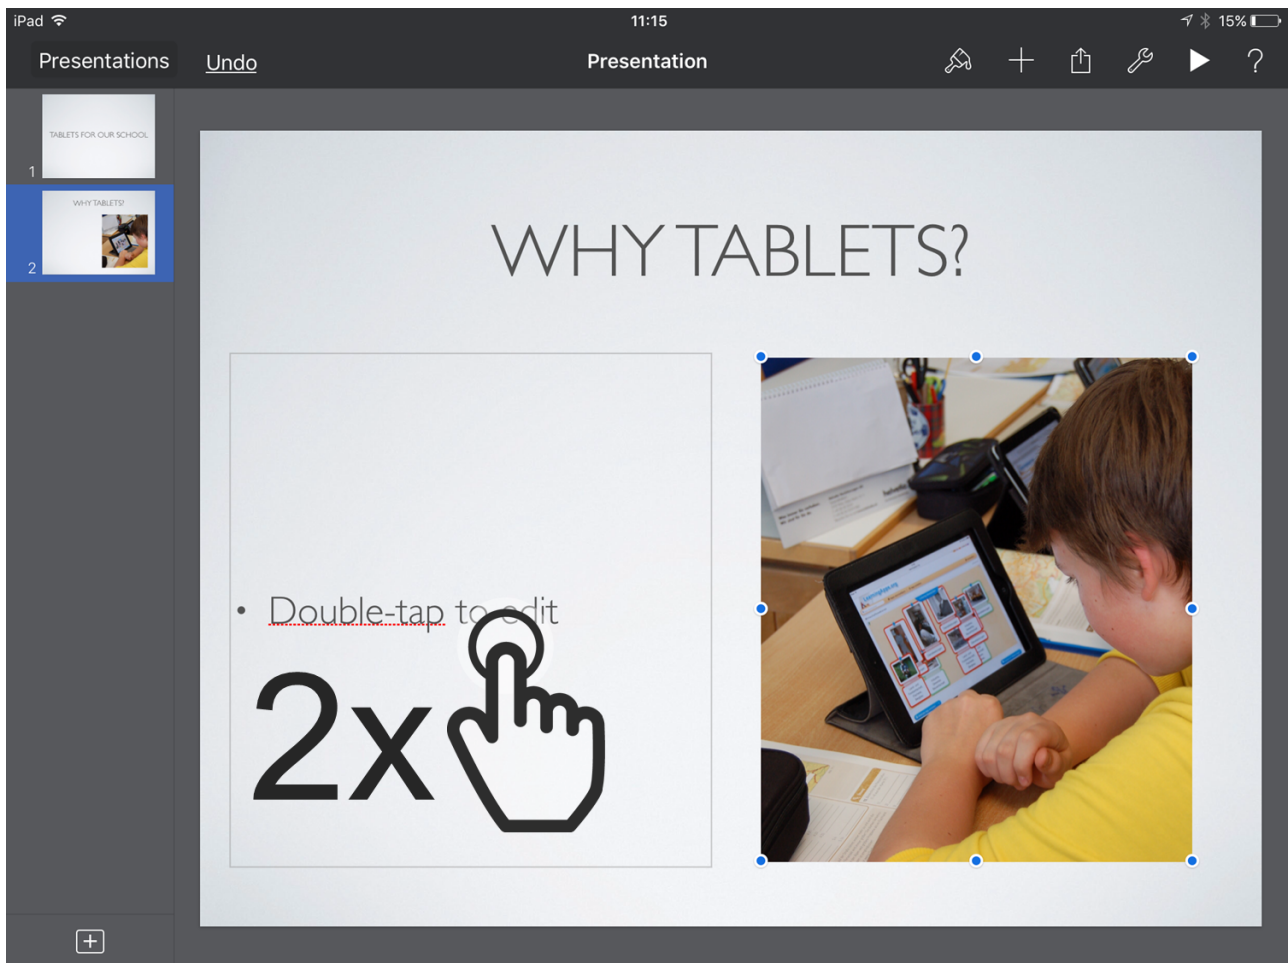 iPad
11:15
15%
Presentations
Undo
Presentation
?
TABLETS FOR OUR SCHOOL
1
WHY TABLETS?
2
WHY TABLETS?
• Double-tap to edit
2x